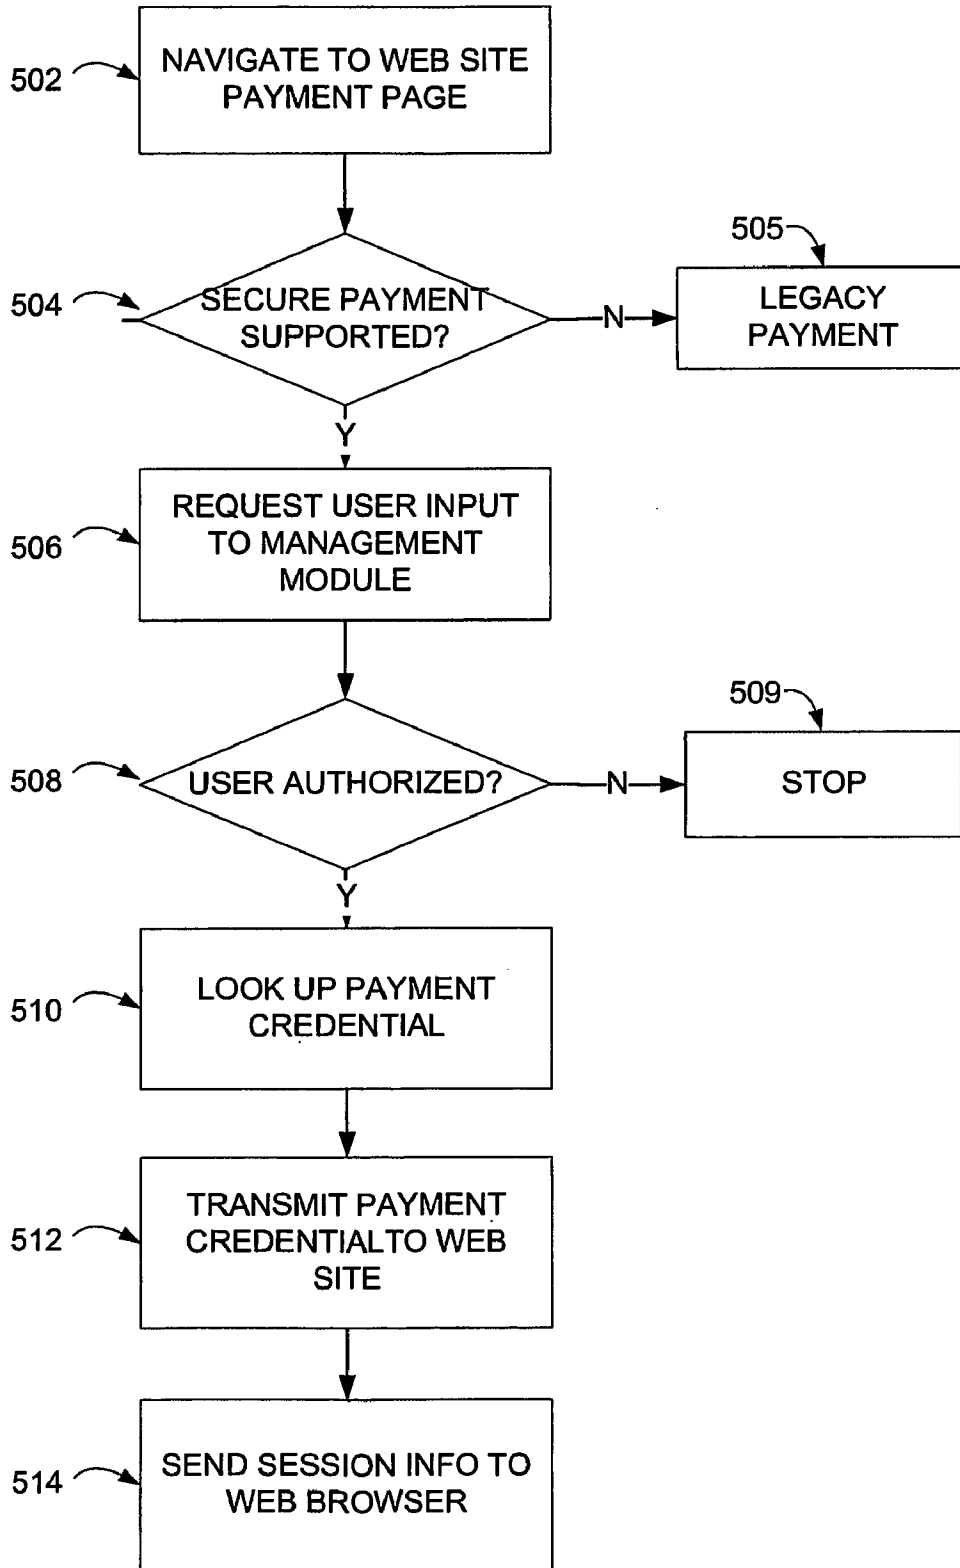 502
NAVIGATE TO WEB SITE
PAYMENT PAGE
504
SECURE PAYMENT
SUPPORTED?
N
505
LEGACY
PAYMENT
Y
506
REQUEST USER INPUT
TO MANAGEMENT
MODULE
508
USER AUTHORIZED?
N
509
STOP
Y
510
LOOK UP PAYMENT
CREDENTIAL
512
TRANSMIT PAYMENT
CREDENTIALTO WEB
SITE
514
SEND SESSION INFO TO
WEB BROWSER